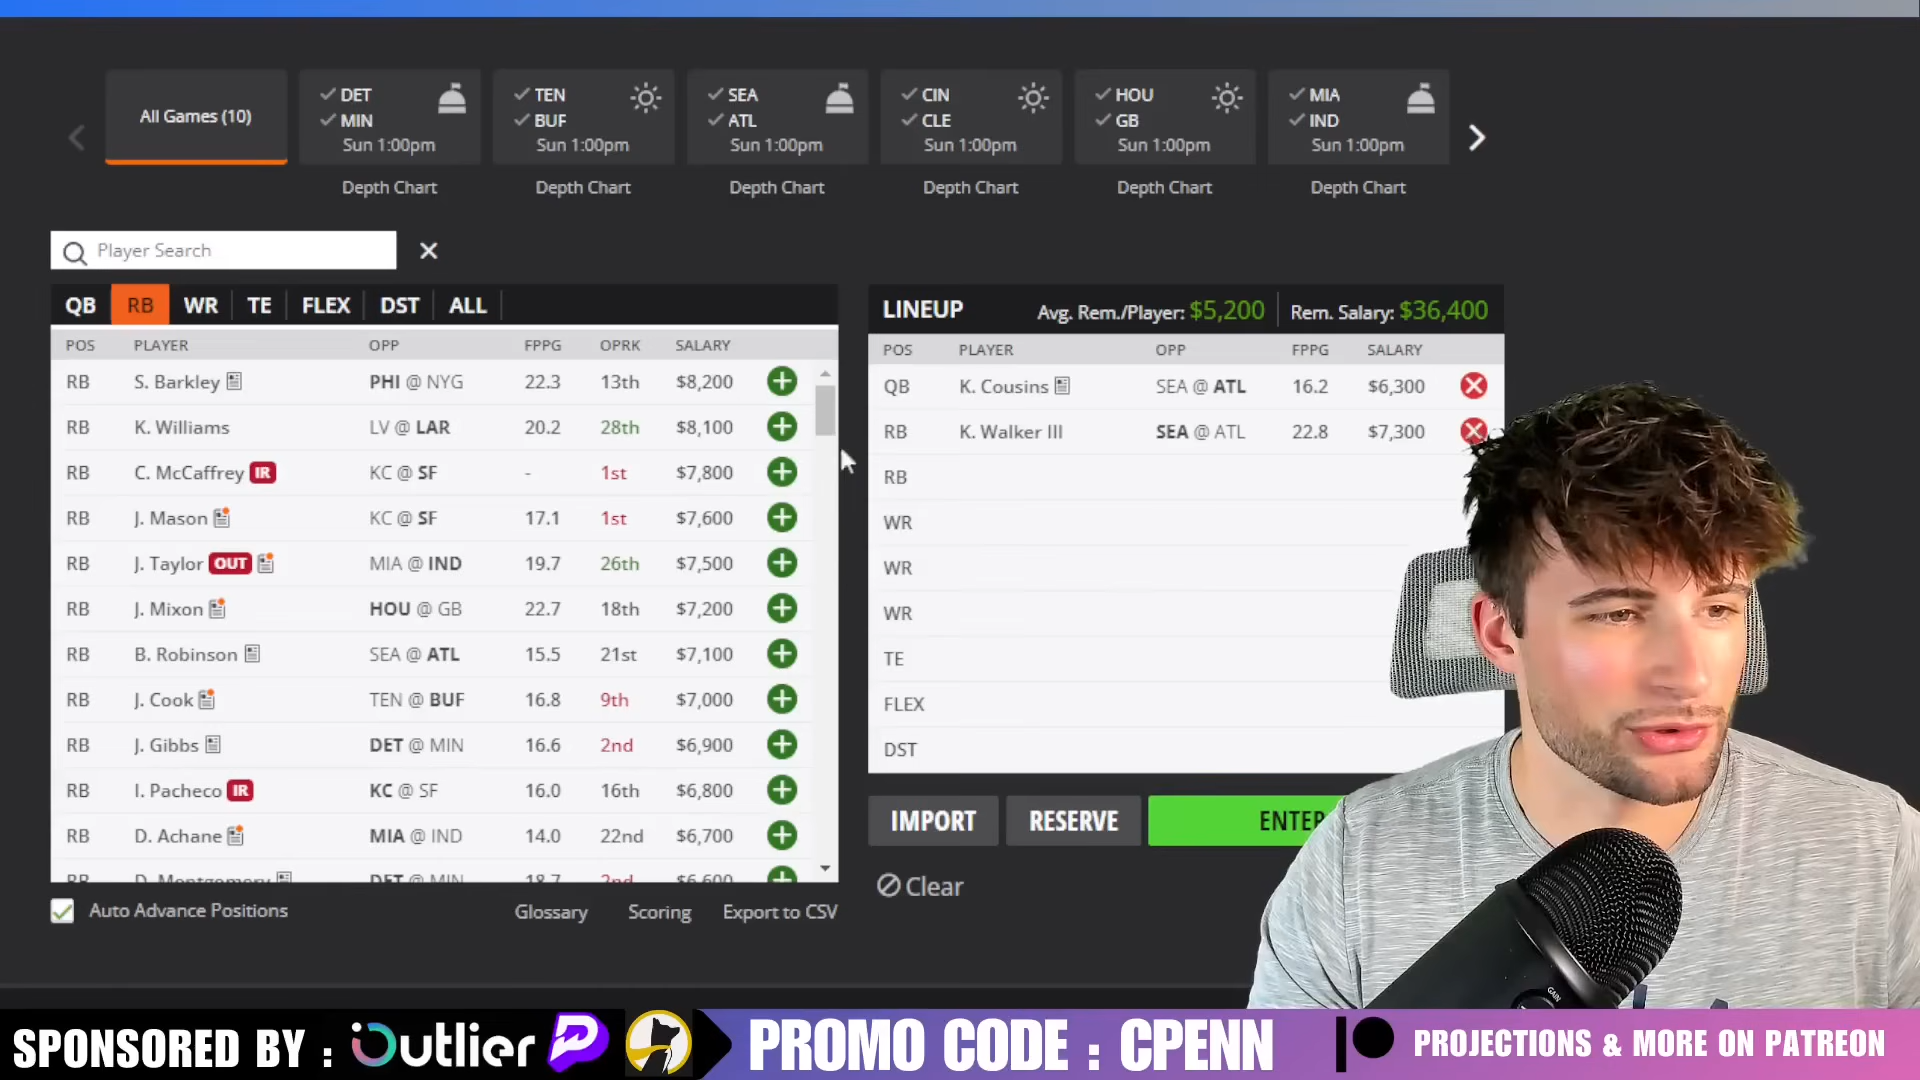 All Games (10)
DET
MIN
Sun 1:00pm
Depth Chart
TEN
BUF
Sun 1:00pm
Depth Chart
SEA
ATL
Sun 1:00pm
Depth Chart
CIN
CLE
Sun 1:00pm
Depth Chart
HOU
GB
Sun 1:00pm
Depth Chart
MIA
IND
Sun 1:00pm
Depth Chart
Player Search
QB RB WR TE FLEX DST ALL
POS PLAYER OPP FPPG OPRK SALARY
RB S. Barkley PHI @ NYG 22.3 13th $8,200
RB K. Williams LV @ LAR 20.2 28th $8,100
RB C. McCaffrey IR KC @ SF - 1st $7,800
RB J. Mason KC @ SF 17.1 1st $7,600
RB J. Taylor OUT MIA @ IND 19.7 26th $7,500
RB J. Mixon HOU @ GB 22.7 18th $7,200
RB B. Robinson SEA @ ATL 15.5 21st $7,100
RB J. Cook TEN @ BUF 16.8 9th $7,000
RB J. Gibbs DET @ MIN 16.6 2nd $6,900
RB I. Pacheco IR KC @ SF 16.0 16th $6,800
RB D. Achane MIA @ IND 14.0 22nd $6,700
RB D. Montgomery DET @ MIN 18.7 2nd $6,600
Auto Advance Positions Glossary Scoring Export to CSV
LINEUP Avg. Rem./Player: $5,200 Rem. Salary: $36,400
POS PLAYER OPP FPPG SALARY
QB K. Cousins SEA @ ATL 16.2 $6,300
RB K. Walker III SEA @ ATL 22.8 $7,300
RB
WR
WR
WR
TE
FLEX
DST
IMPORT RESERVE ENTER
Clear
GAIN
SPONSORED BY : Outlier P PROMO CODE : CPENN PROJECTIONS & MORE ON PATREON